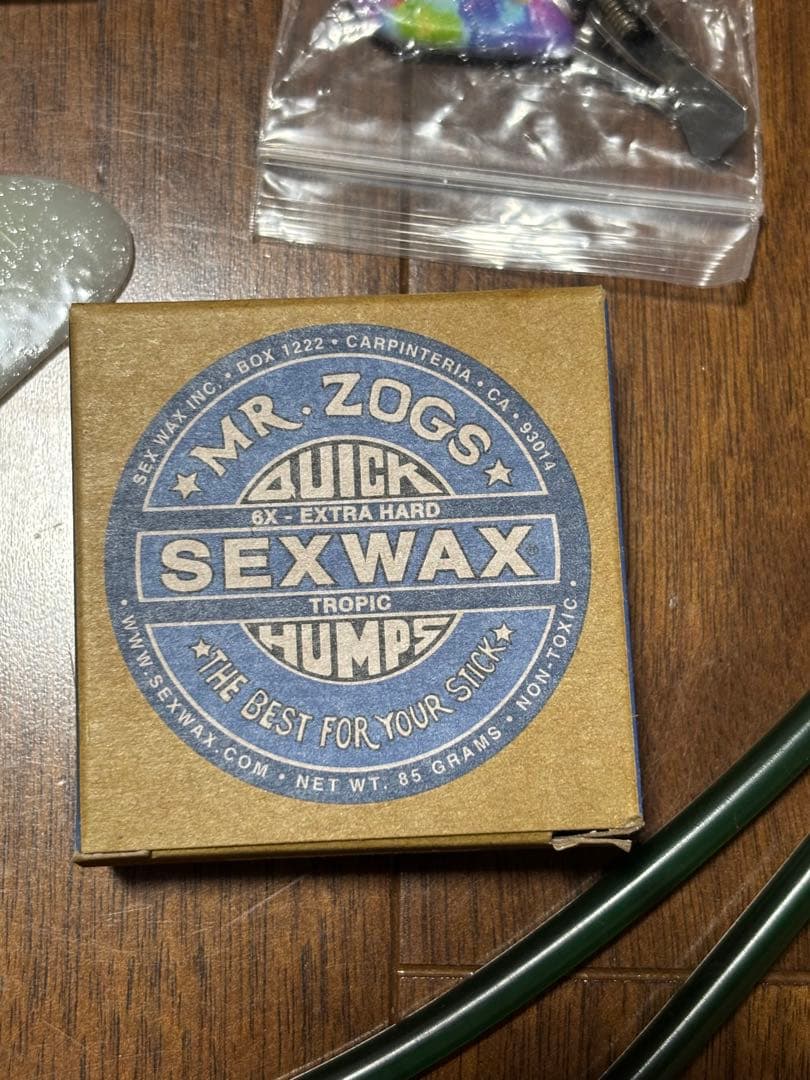 SEX WAX INC. • BOX 1222 • CARPINTERIA • CA • 93014
MR. ZOGS
QUICK
6X - EXTRA HARD
SEXWAX®
TROPIC
HUMPS
THE BEST FOR YOUR STICK
• WWW.SEXWAX.COM • NET WT. 85 GRAMS • NON-TOXIC •